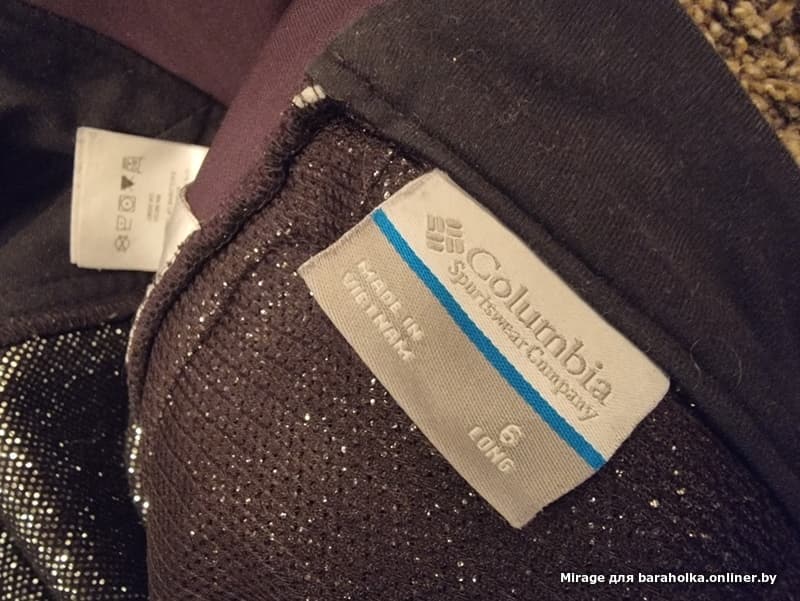 Columbia
Sportswear Company
MADE IN
VIETNAM
6
LONG
Mirage для baraholka.onliner.by